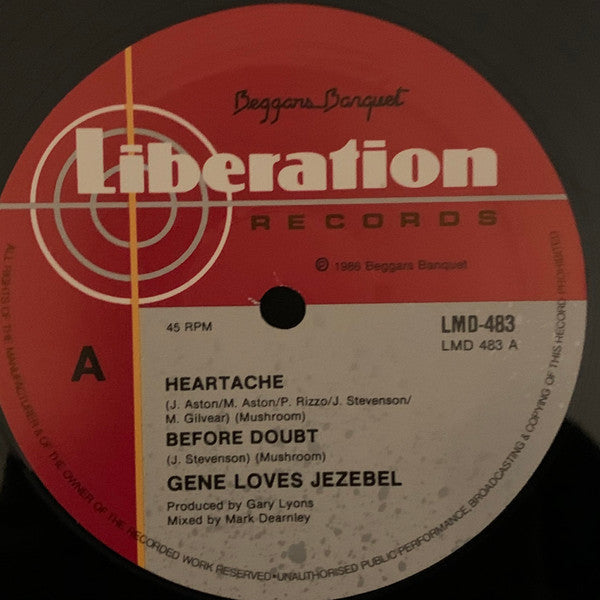 Beggars Banquet
Liberation
RECORDS
℗ 1986 Beggars Banquet
45 RPM
LMD-483
LMD 483 A
A
HEARTACHE
(J. Aston/M. Aston/P. Rizzo/J. Stevenson/
M. Gilvear) (Mushroom)
BEFORE DOUBT
(J. Stevenson) (Mushroom)
GENE LOVES JEZEBEL
Produced by Gary Lyons
Mixed by Mark Dearnley
ALL RIGHTS OF THE MANUFACTURER & OF THE OWNER OF THE RECORDED WORK RESERVED•UNAUTHORISED PUBLIC PERFORMANCE, BROADCASTING & COPYING OF THIS RECORD PROHIBITED